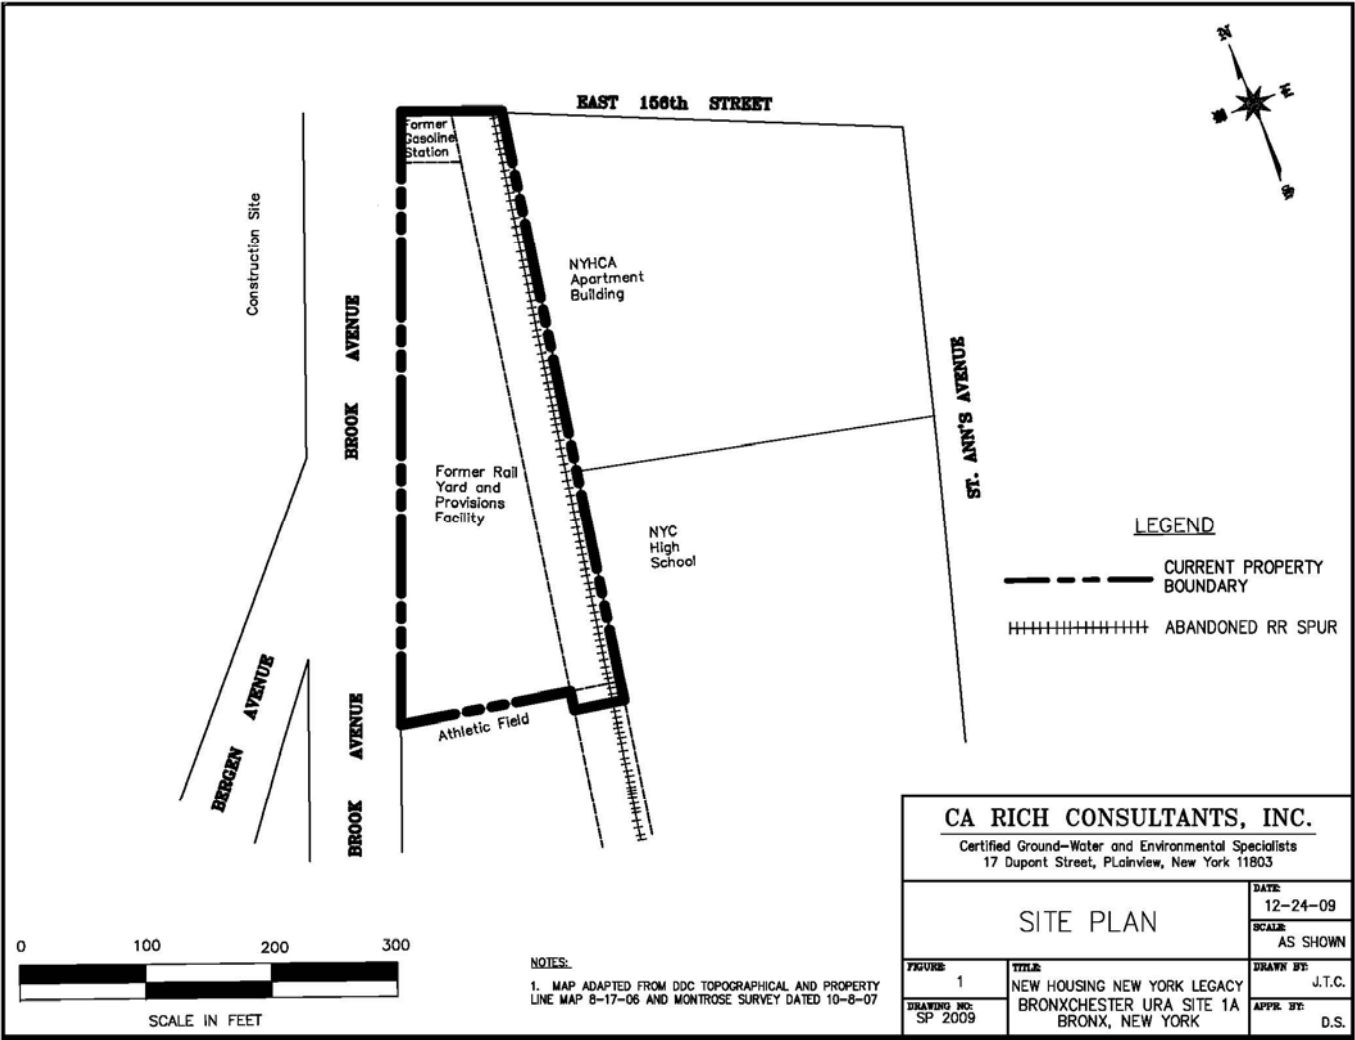 N
E
S
EAST 156th STREET
Former
Gasoline
Station
Construction Site
BROOK AVENUE
NYHCA
Apartment
Building
ST. ANN'S AVENUE
Former Rail
Yard and
Provisions
Facility
NYC
High
School
LEGEND
CURRENT PROPERTY
BOUNDARY
ABANDONED RR SPUR
BERGEN AVENUE
BROOK AVENUE
Athletic Field
0 100 200 300
SCALE IN FEET
NOTES:
1. MAP ADAPTED FROM DDC TOPOGRAPHICAL AND PROPERTY
LINE MAP 8-17-06 AND MONTROSE SURVEY DATED 10-8-07
CA RICH CONSULTANTS, INC.
Certified Ground-Water and Environmental Specialists
17 Dupont Street, PLainview, New York 11803
SITE PLAN
DATE:
12-24-09
SCALE:
AS SHOWN
FIGURE:
1
DRAWING NO:
SP 2009
TITLE:
NEW HOUSING NEW YORK LEGACY
BRONXCHESTER URA SITE 1A
BRONX, NEW YORK
DRAWN BY:
J.T.C.
APPR. BY:
D.S.